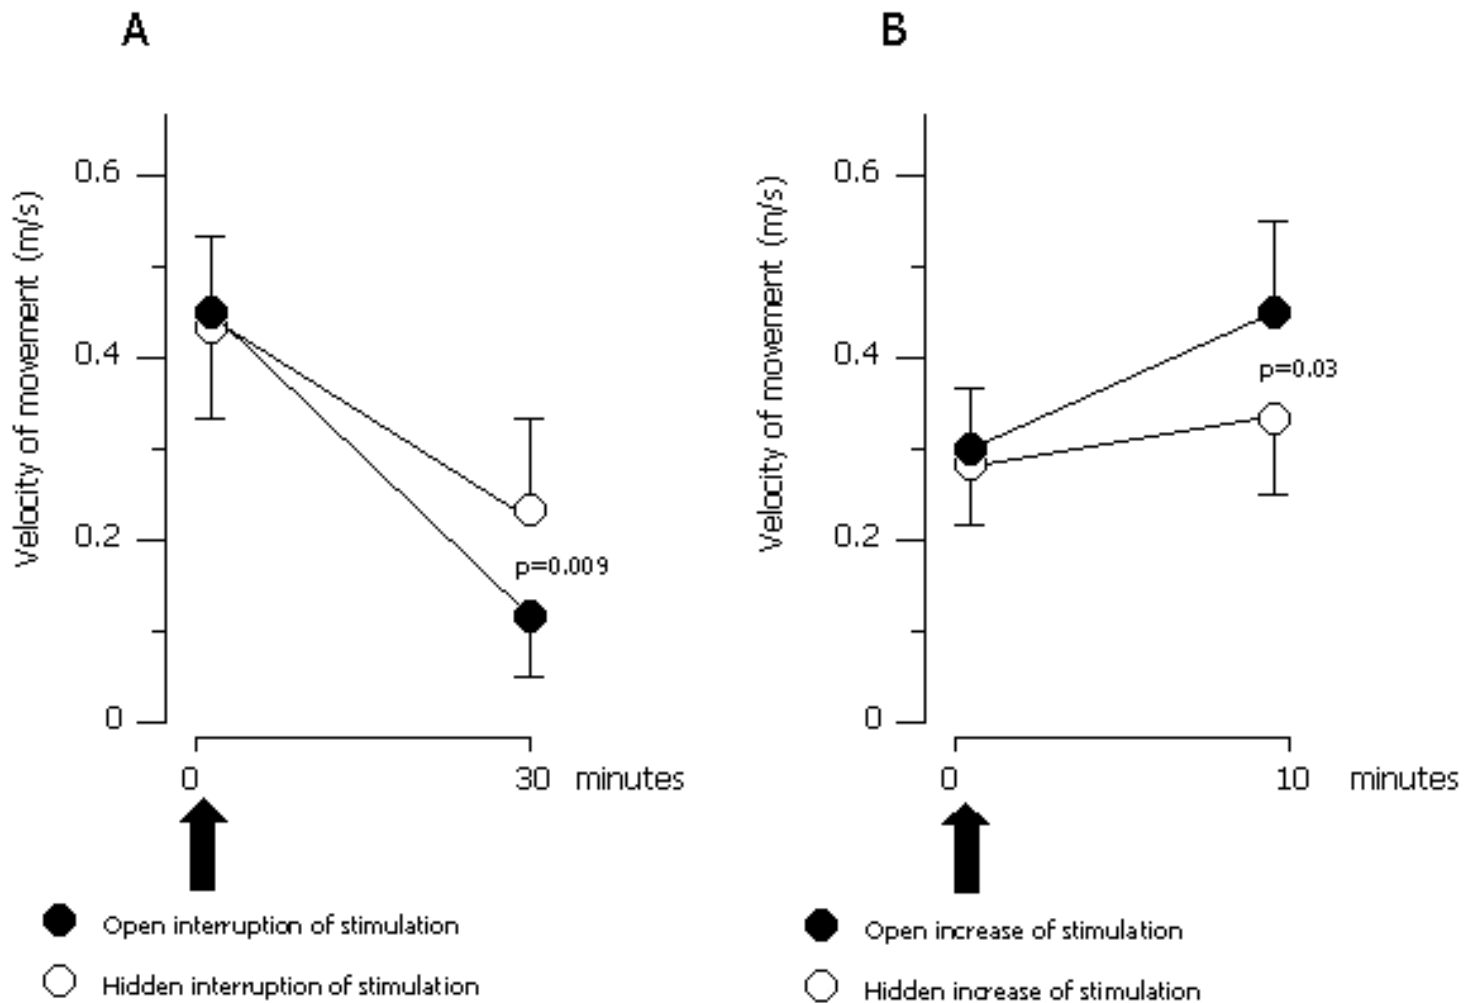 A
Velocity of movement (m/s)
0.6
0.4
0.2
0
p=0.009
0 30 minutes
Open interruption of stimulation
Hidden interruption of stimulation
B
Velocity of movement (m/s)
0.6
0.4
0.2
0
p=0.03
0 10 minutes
Open increase of stimulation
Hidden increase of stimulation